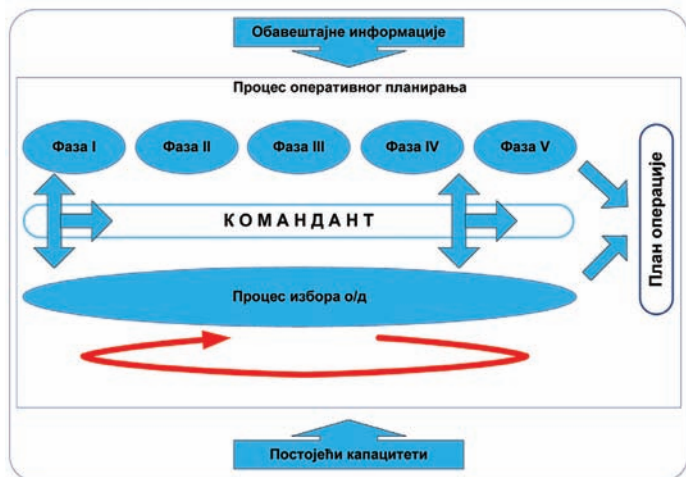 Обавештајне информације
Процес оперативног планирања
Фаза I
Фаза II
Фаза III
Фаза IV
Фаза V
КОМАНДАНТ
План операције
Процес избора о/д
Постојећи капацитети